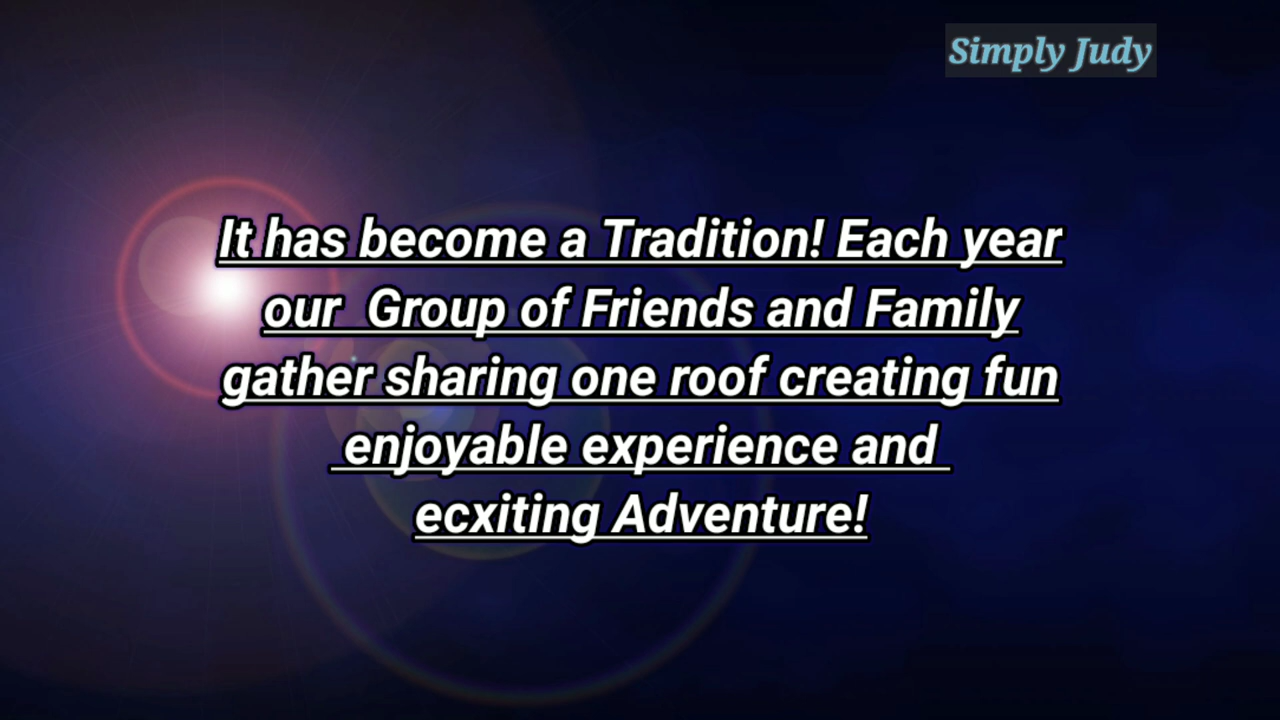 Simply Judy
It has become a Tradition! Each year
our  Group of Friends and Family
gather sharing one roof creating fun
enjoyable experience and
ecxiting Adventure!